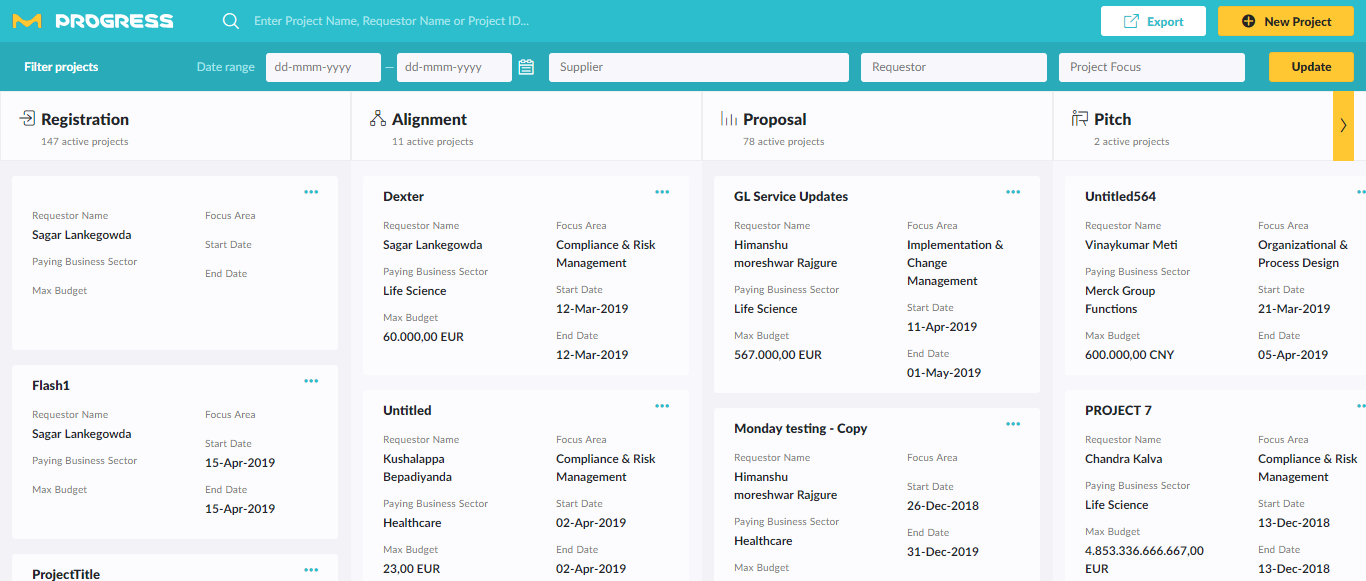 PROGRESS
Enter Project Name, Requestor Name or Project ID...
Export
New Project
Filter projects
Date range
dd-mmm-yyyy
–
dd-mmm-yyyy
Supplier
Requestor
Project Focus
Update
Registration
147 active projects
Alignment
11 active projects
Proposal
78 active projects
Pitch
2 active projects
Requestor Name
Sagar Lankegowda
Paying Business Sector
Max Budget
Focus Area
Start Date
End Date
Flash1
Requestor Name
Sagar Lankegowda
Paying Business Sector
Max Budget
Focus Area
Start Date
15-Apr-2019
End Date
15-Apr-2019
ProjectTitle
Dexter
Requestor Name
Sagar Lankegowda
Paying Business Sector
Life Science
Max Budget
60.000,00 EUR
Focus Area
Compliance & Risk
Management
Start Date
12-Mar-2019
End Date
12-Mar-2019
Untitled
Requestor Name
Kushalappa
Bepadiyanda
Paying Business Sector
Healthcare
Max Budget
23,00 EUR
Focus Area
Compliance & Risk
Management
Start Date
02-Apr-2019
End Date
02-Apr-2019
GL Service Updates
Requestor Name
Himanshu
moreshwar Rajgure
Paying Business Sector
Life Science
Max Budget
567.000,00 EUR
Focus Area
Implementation &
Change
Management
Start Date
11-Apr-2019
End Date
01-May-2019
Monday testing - Copy
Requestor Name
Himanshu
moreshwar Rajgure
Paying Business Sector
Healthcare
Max Budget
Focus Area
Start Date
26-Dec-2018
End Date
31-Dec-2019
Untitled564
Requestor Name
Vinaykumar Meti
Paying Business Sector
Merck Group
Functions
Max Budget
600.000,00 CNY
Focus Area
Organizational &
Process Design
Start Date
21-Mar-2019
End Date
05-Apr-2019
PROJECT 7
Requestor Name
Chandra Kalva
Paying Business Sector
Life Science
Max Budget
4.853.336.666.667,00
EUR
Focus Area
Compliance & Risk
Management
Start Date
13-Dec-2018
End Date
13-Dec-2018